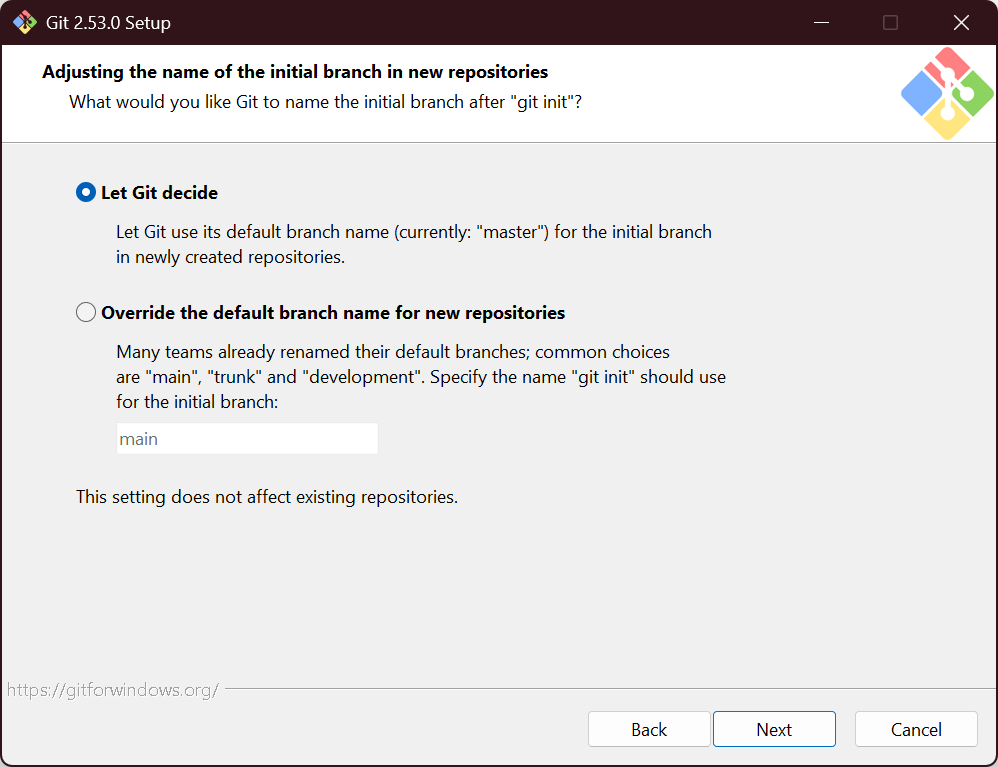 Git 2.53.0 Setup
Adjusting the name of the initial branch in new repositories
What would you like Git to name the initial branch after "git init"?
Let Git decide
Let Git use its default branch name (currently: "master") for the initial branch
in newly created repositories.
Override the default branch name for new repositories
Many teams already renamed their default branches; common choices
are "main", "trunk" and "development". Specify the name "git init" should use
for the initial branch:
main
This setting does not affect existing repositories.
https://gitforwindows.org/
Back
Next
Cancel